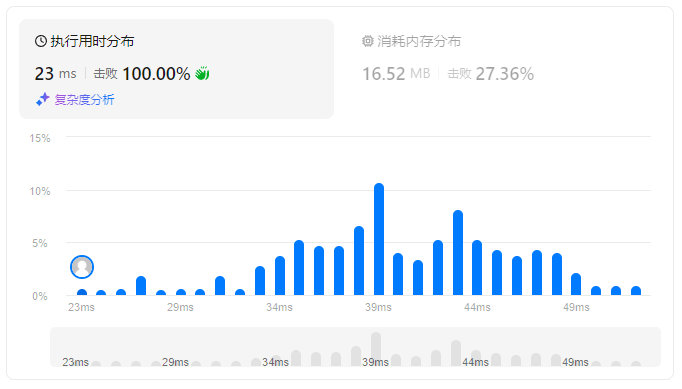 执行用时分布
23 ms 击败 100.00%
复杂度分析
消耗内存分布
16.52 MB 击败 27.36%
15%
10%
5%
0%
23ms 29ms 34ms 39ms 44ms 49ms
23ms 29ms 34ms 39ms 44ms 49ms